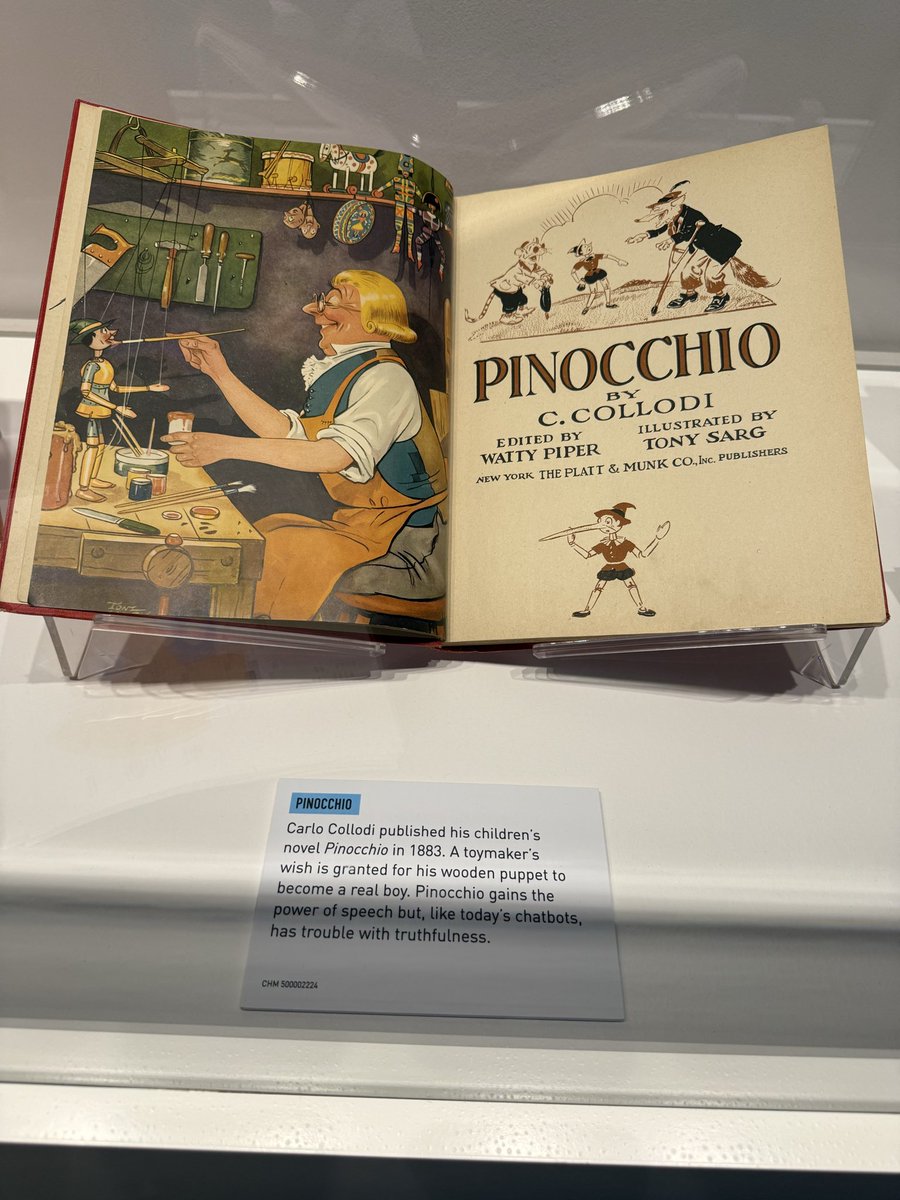 PINOCCHIO
BY
C. COLLODI
EDITED BY
WATTY PIPER
ILLUSTRATED BY
TONY SARG
NEW YORK THE PLATT & MUNK CO., INC. PUBLISHERS
PINOCCHIO
Carlo Collodi published his children's
novel Pinocchio in 1883. A toymaker's
wish is granted for his wooden puppet to
become a real boy. Pinocchio gains the
power of speech but, like today's chatbots,
has trouble with truthfulness.
CHM 500002224